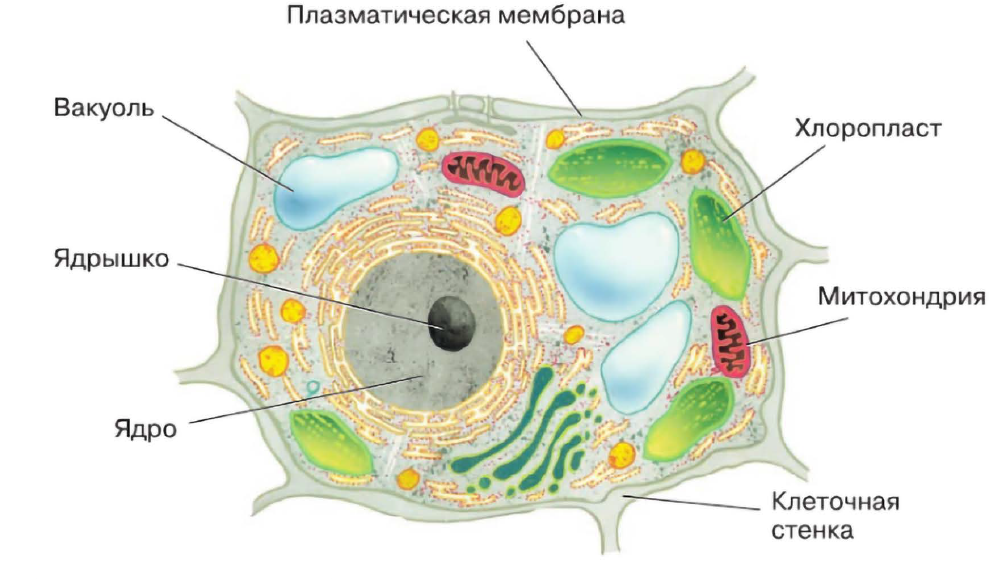 Плазматическая мембрана
Вакуоль
Хлоропласт
Ядрышко
Митохондрия
Ядро
Клеточная
стенка